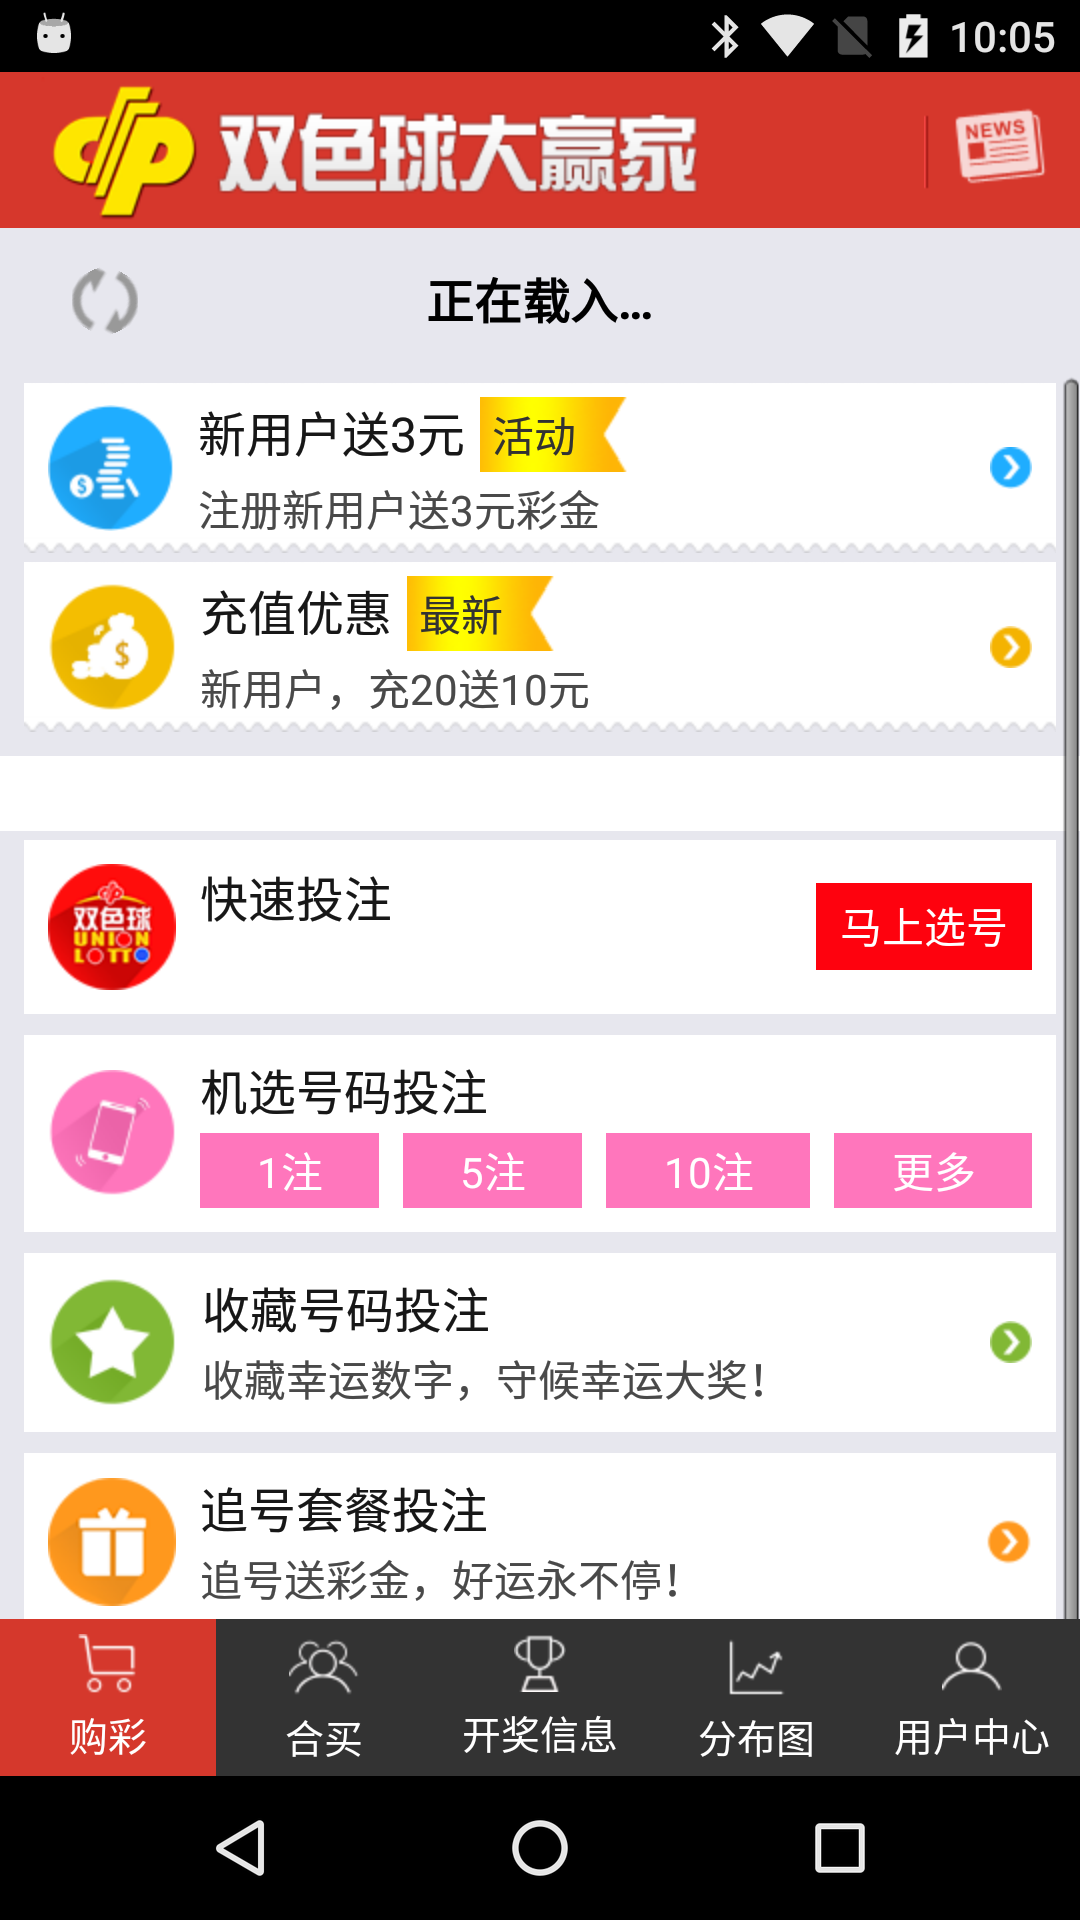 10:05
双色球大赢家
NEWS
正在载入...
新用户送3元 活动
注册新用户送3元彩金
充值优惠 最新
新用户，充20送10元
双色球
UNION
LOTTO
快速投注
马上选号
机选号码投注
1注 5注 10注 更多
收藏号码投注
收藏幸运数字，守候幸运大奖！
追号套餐投注
追号送彩金，好运永不停！
购彩 合买 开奖信息 分布图 用户中心